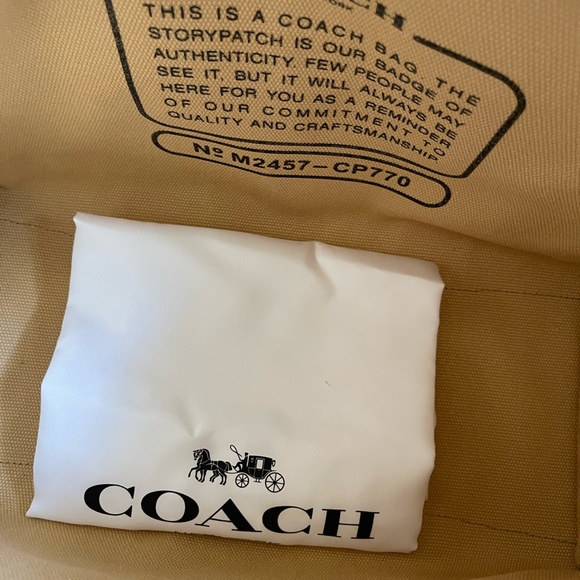 COACH
THIS IS A COACH BAG. THE
STORYPATCH IS OUR BADGE OF
AUTHENTICITY. FEW PEOPLE MAY
SEE IT, BUT IT WILL ALWAYS BE
HERE FOR YOU AS A REMINDER
OF OUR COMMITMENT TO
QUALITY AND CRAFTSMANSHIP
Nº M2457-CP770
COACH